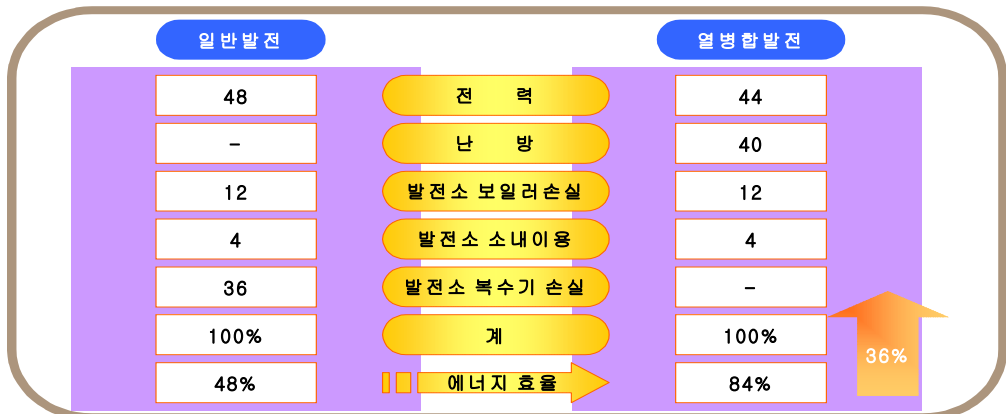 일반발전 열병합발전
48 전 력 44
- 난 방 40
12 발전소 보일러손실 12
4 발전소 소내이용 4
36 발전소 복수기 손실 -
100% 계 100%
36%
48% 에너지 효율 84%